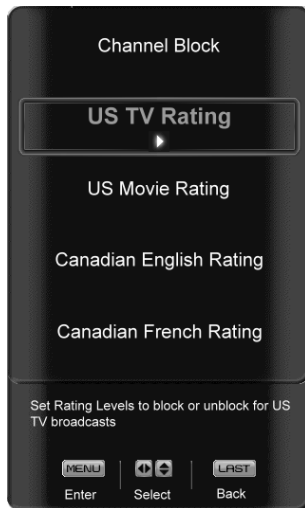 Channel Block
US TV Rating
US Movie Rating
Canadian English Rating
Canadian French Rating
Set Rating Levels to block or unblock for US
TV broadcasts
MENU LAST
Enter Select Back